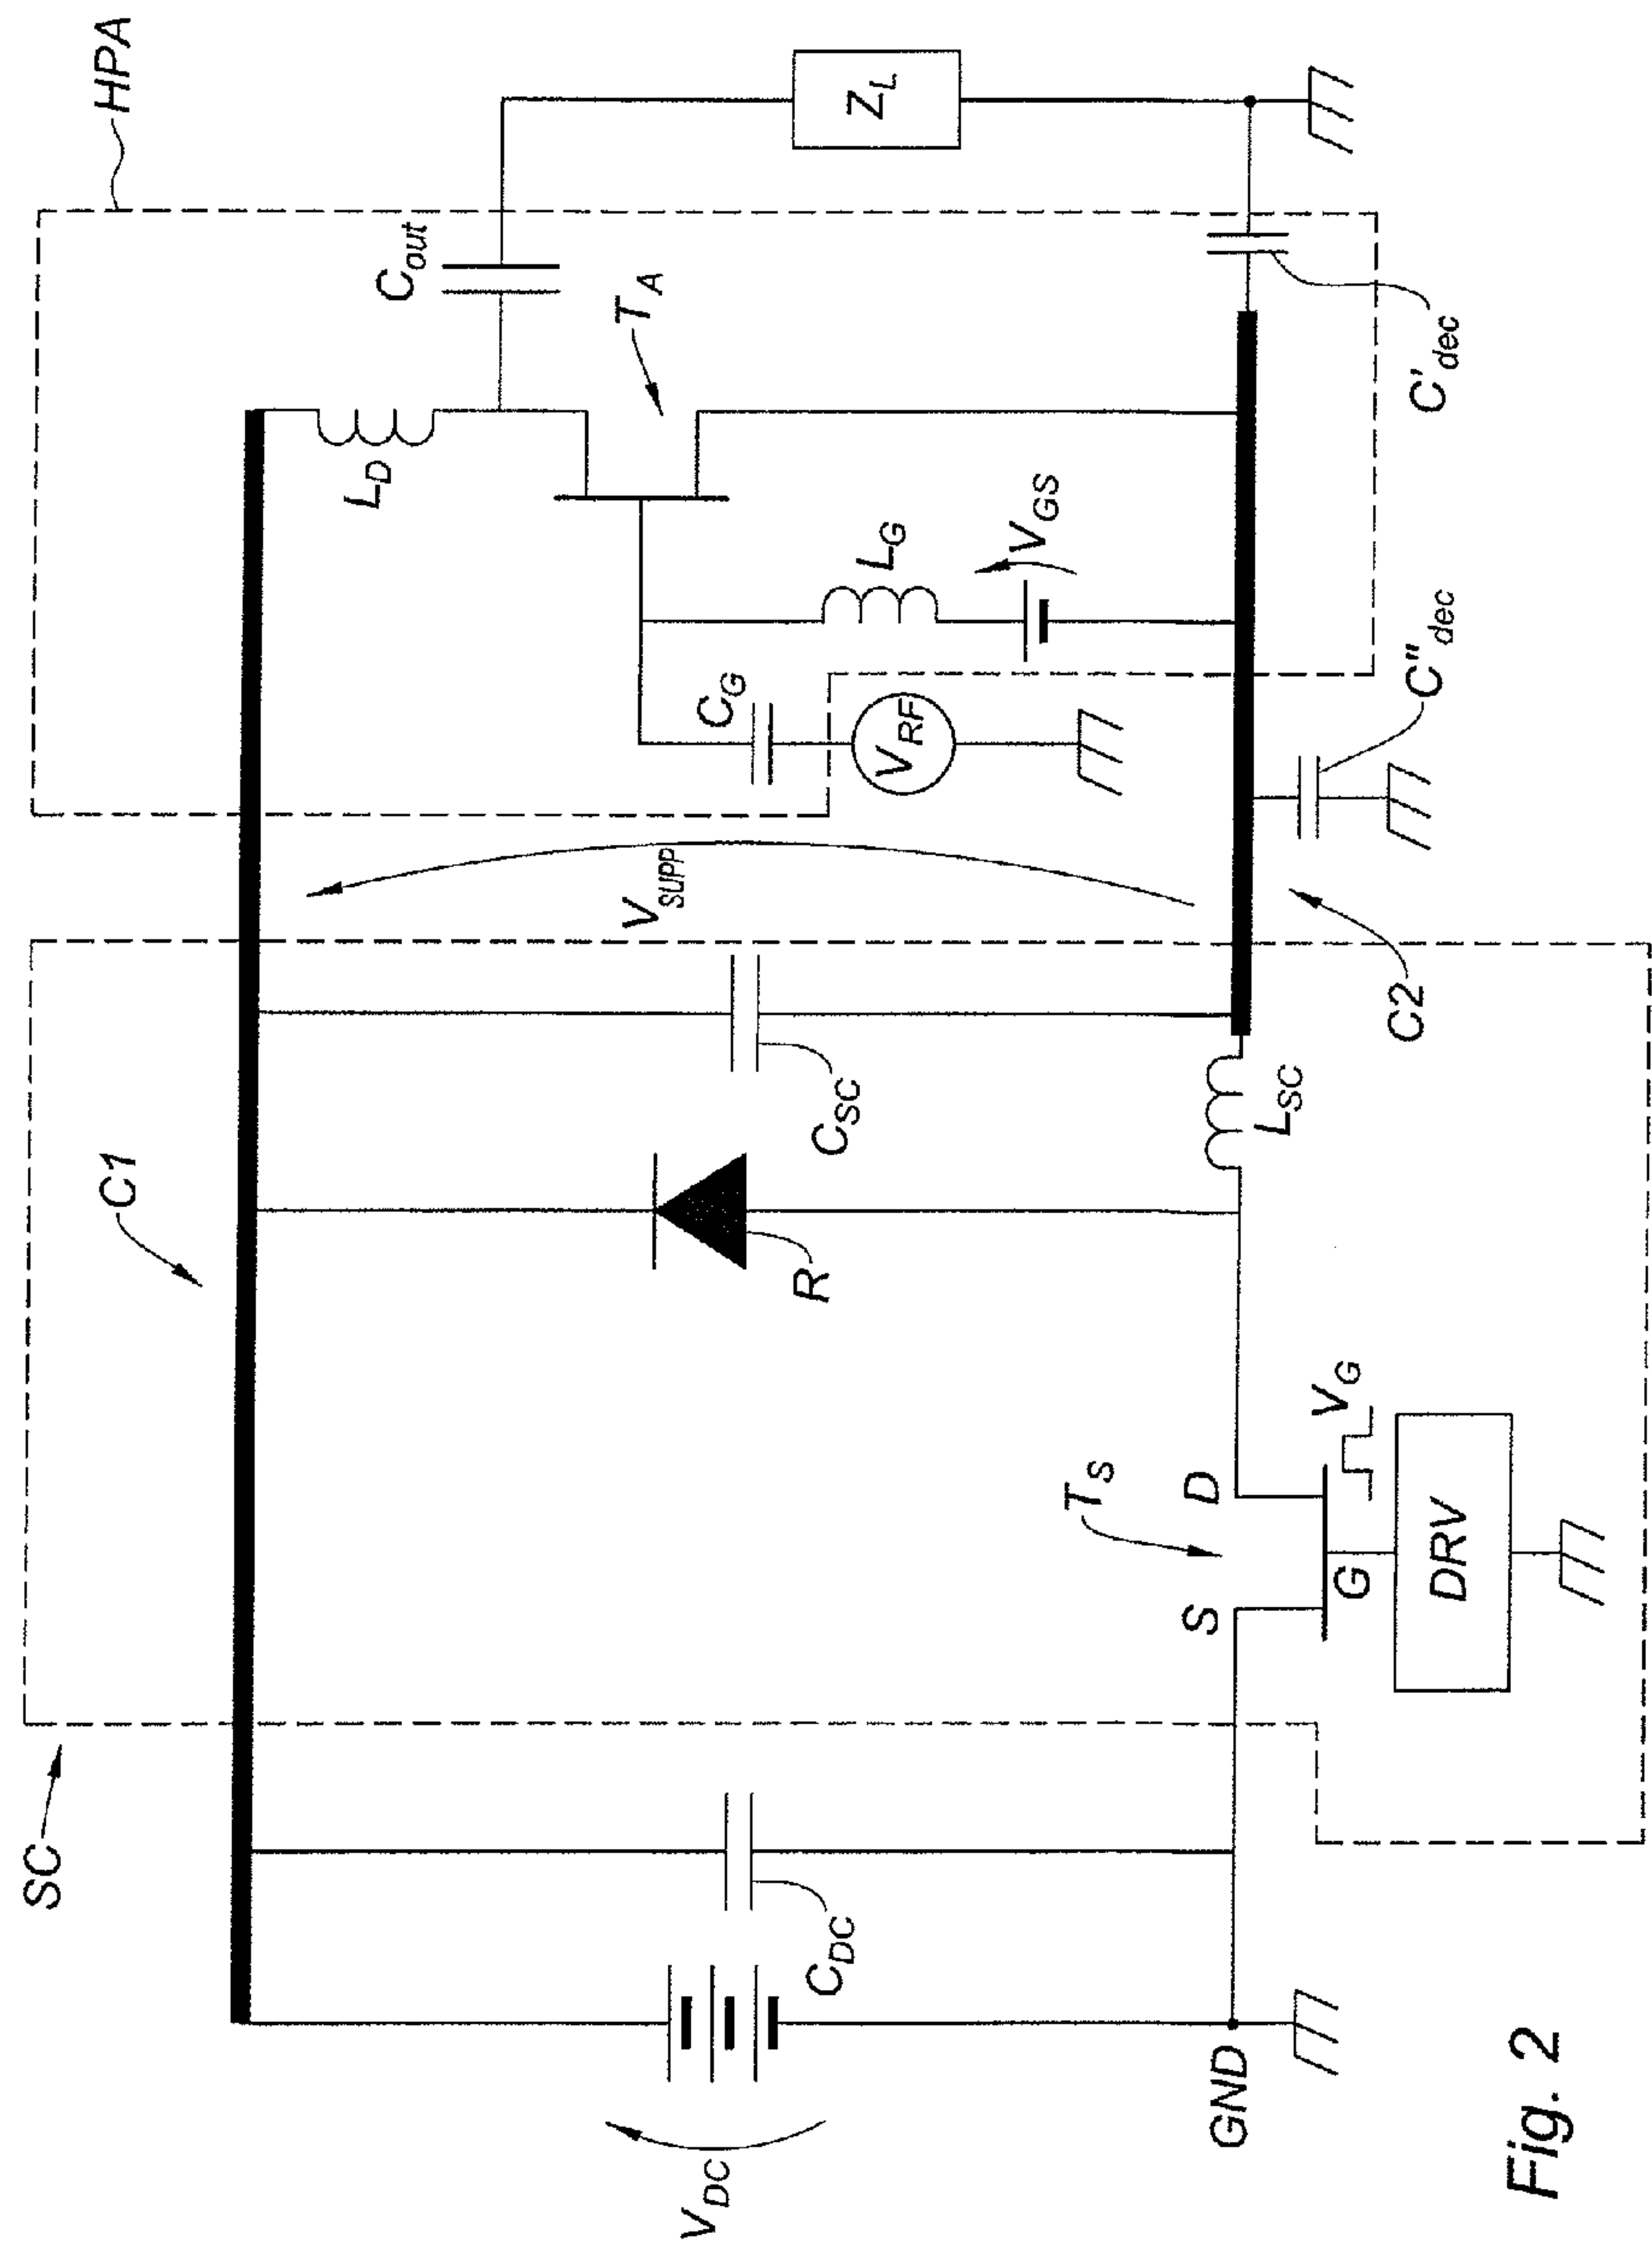 SC
C1
HPA
V_DC
C_DC
R
C_SC
V_SUPP
L_D
C_out
T_A
C_G
V_RF
L_G
V_GS
Z_L
GND
S
D
T_S
G
V_G
DRV
L_SC
C2
C"_dec
C'_dec
Fig. 2